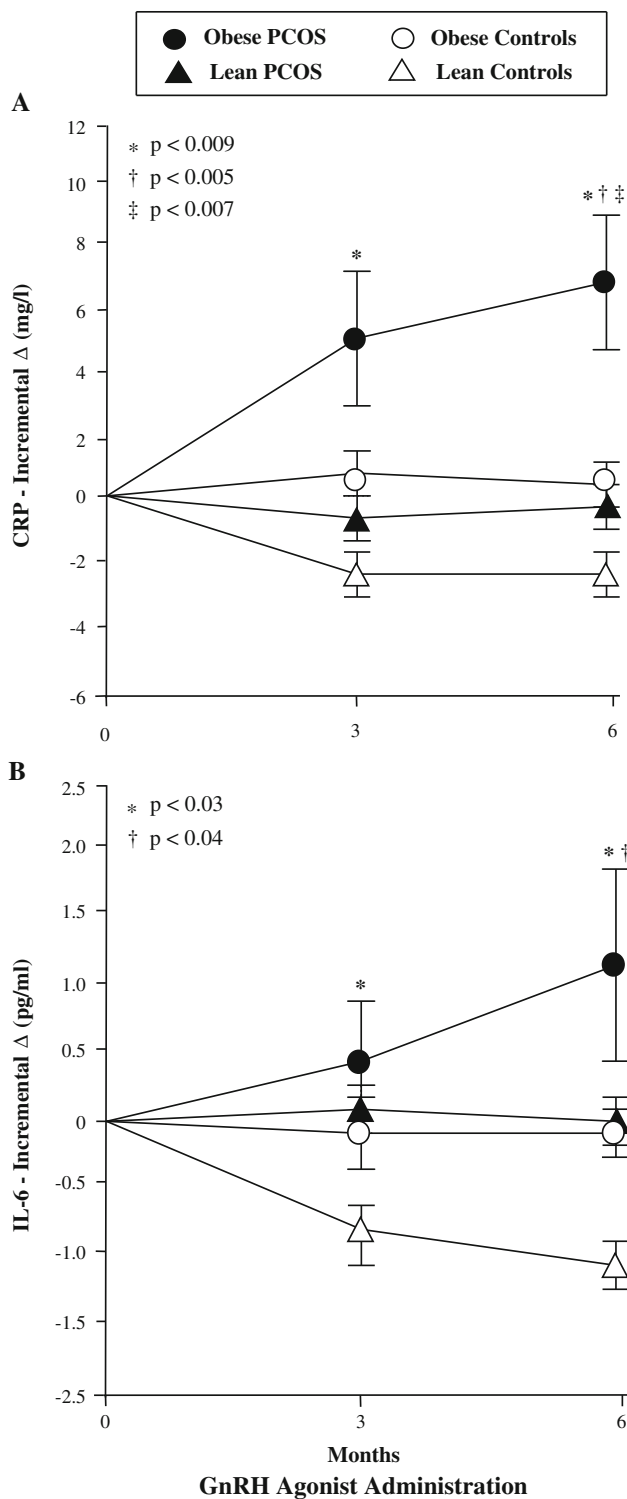 Obese PCOS Obese Controls
Lean PCOS Lean Controls
A
* p < 0.009
† p < 0.005
‡ p < 0.007
* † ‡
*
12
10
8
6
4
2
0
-2
-4
-6
CRP - Incremental Δ (mg/l)
0 3 6
B
* p < 0.03
† p < 0.04
* †
*
2.5
2.0
1.5
1.0
0.5
0
-0.5
-1.0
-1.5
-2.5
IL-6 - Incremental Δ (pg/ml)
0 3 6
Months
GnRH Agonist Administration